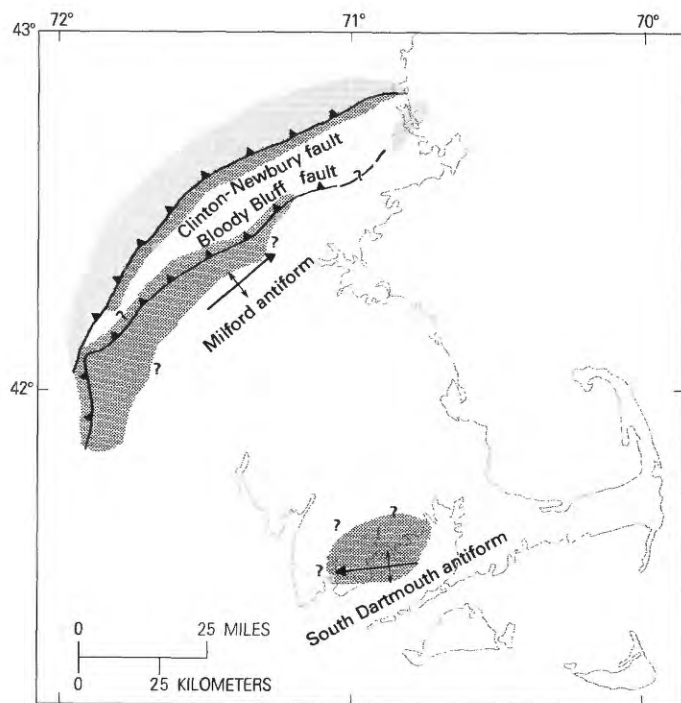 72°
71°
70°
43°
Clinton-Newbury fault
Bloody Bluff fault
?
?
?
Milford antiform
?
42°
?
?
?
South Dartmouth antiform
0 25 MILES
0 25 KILOMETERS